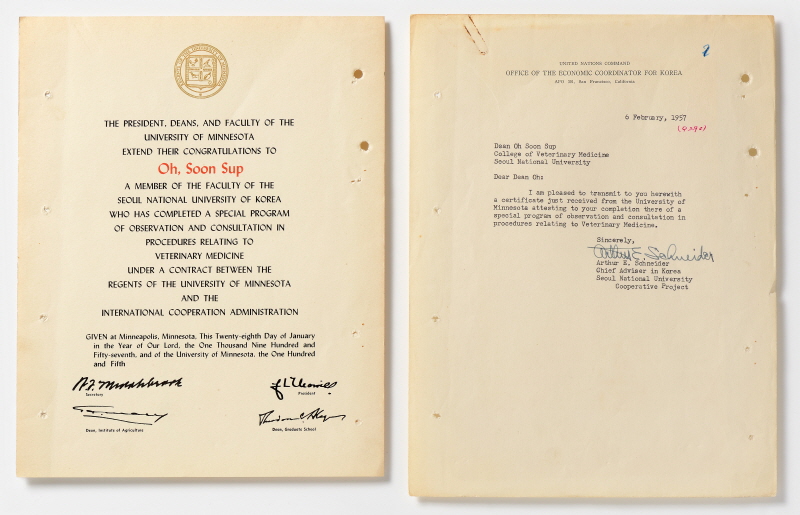 THE PRESIDENT, DEANS, AND FACULTY OF THE
UNIVERSITY OF MINNESOTA
EXTEND THEIR CONGRATULATIONS TO
Oh, Soon Sup
A MEMBER OF THE FACULTY OF THE
SEOUL NATIONAL UNIVERSITY OF KOREA
WHO HAS COMPLETED A SPECIAL PROGRAM
OF OBSERVATION AND CONSULTATION IN
PROCEDURES RELATING TO
VETERINARY MEDICINE
UNDER A CONTRACT BETWEEN THE
REGENTS OF THE UNIVERSITY OF MINNESOTA
AND THE
INTERNATIONAL COOPERATION ADMINISTRATION
GIVEN at Minneapolis, Minnesota, This Twenty-eighth Day of January
in the Year of Our Lord, the One Thousand Nine Hundred and
Fifty-seventh, and of the University of Minnesota, the One Hundred
and Fifth
Secretary
President
Dean, Institute of Agriculture
Dean, Graduate School
UNITED NATIONS COMMAND
OFFICE OF THE ECONOMIC COORDINATOR FOR KOREA
San Francisco, California
6 February, 1957
(4290)
Dean Oh Soon Sup
College of Veterinary Medicine
Seoul National University
Dear Dean Oh:
I am pleased to transmit to you herewith
a certificate just received from the University of
Minnesota attesting to your completion there of a
special program of observation and consultation in
procedures relating to Veterinary Medicine.
Sincerely,
Arthur E. Schneider
Arthur E. Schneider
Chief Adviser in Korea
Seoul National University
Cooperative Project